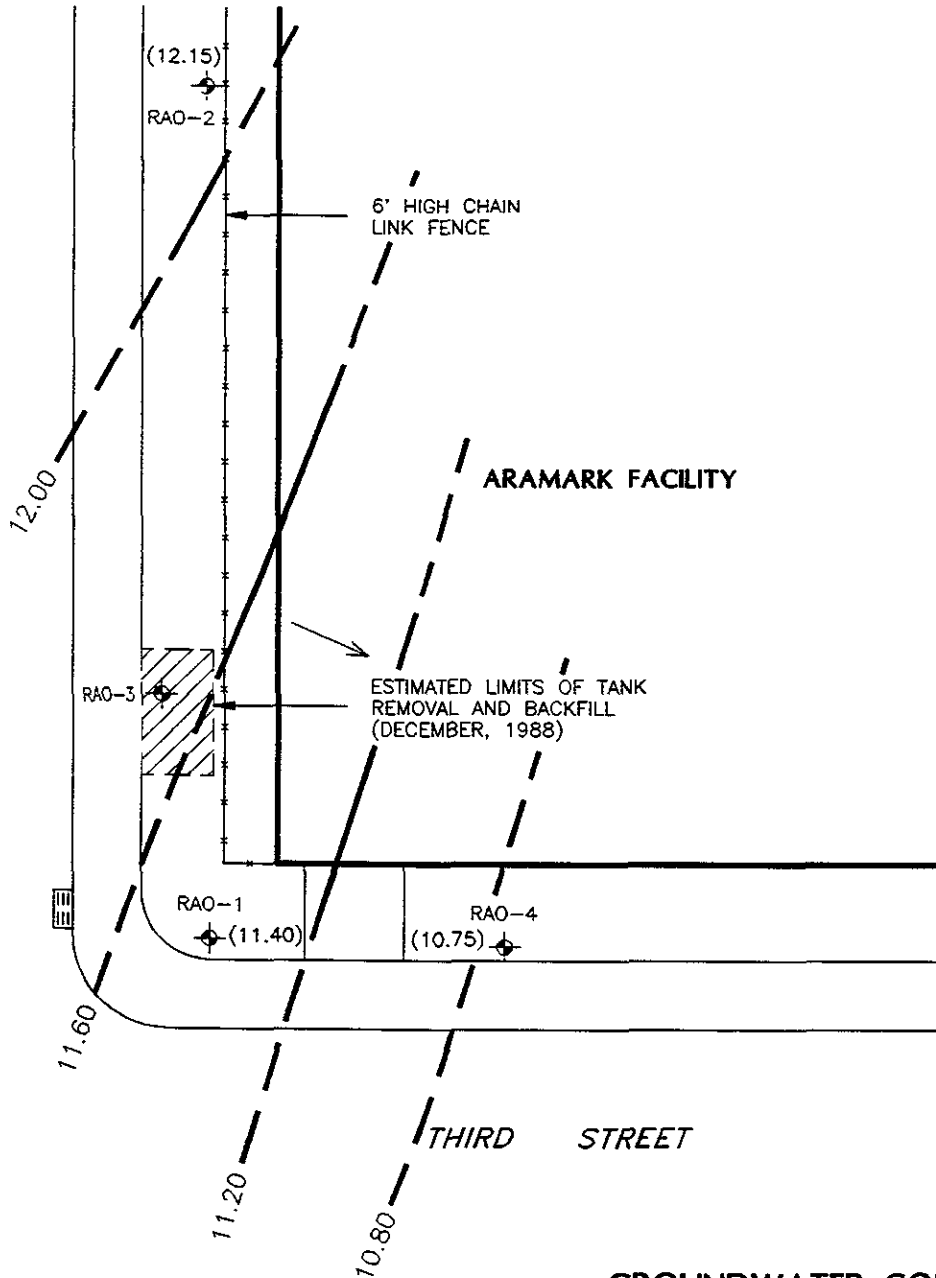 (12.15)
RAO-2
6' HIGH CHAIN
LINK FENCE
12.00
ARAMARK FACILITY
RAO-3
ESTIMATED LIMITS OF TANK
REMOVAL AND BACKFILL
(DECEMBER, 1988)
RAO-1
(11.40)
RAO-4
(10.75)
11.60
THIRD STREET
11.20
10.80